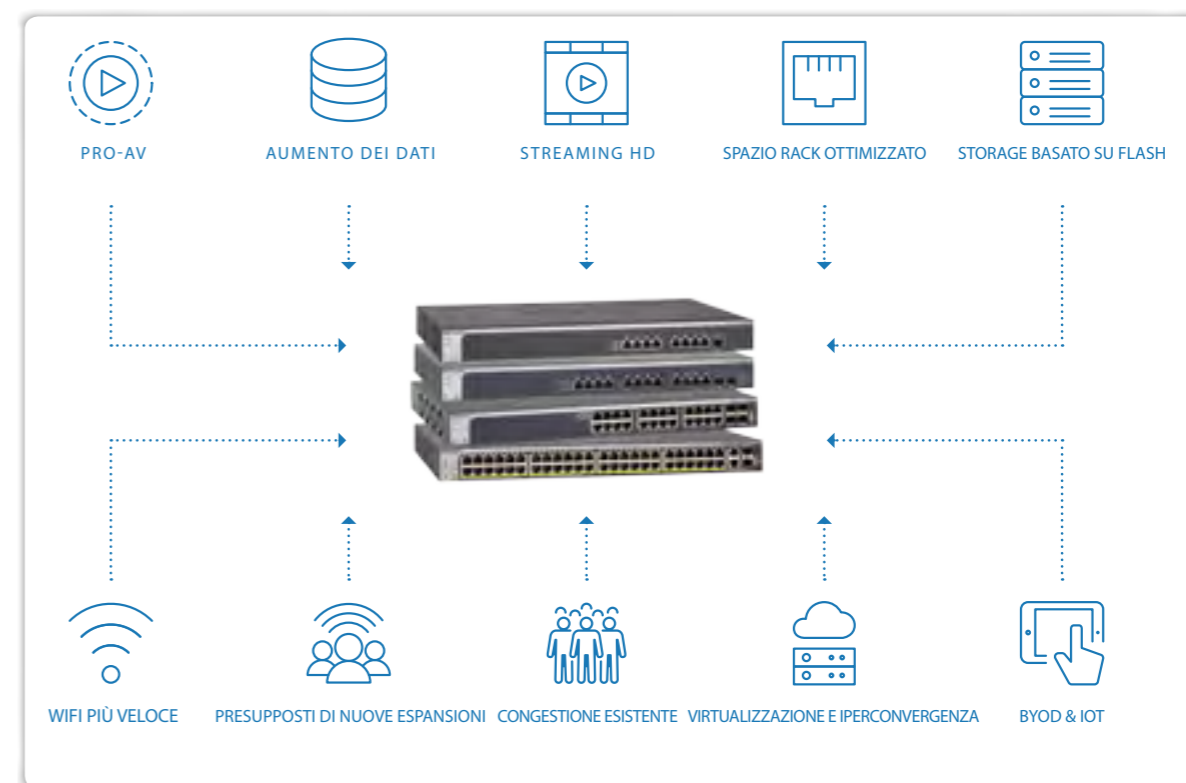 PRO-AV
AUMENTO DEI DATI
STREAMING HD
SPAZIO RACK OTTIMIZZATO
STORAGE BASATO SU FLASH
WIFI PIÙ VELOCE
PRESUPPOSTI DI NUOVE ESPANSIONI
CONGESTIONE ESISTENTE
VIRTUALIZZAZIONE E IPERCONVERGENZA
BYOD & IOT